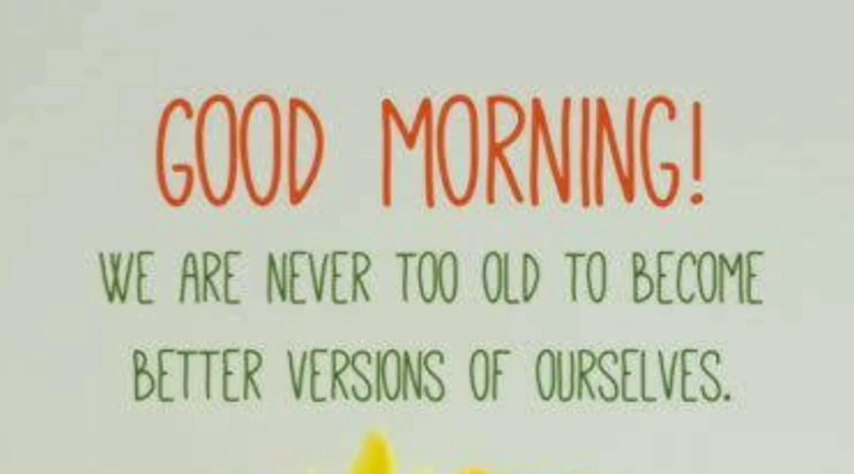 GOOD MORNING!
WE ARE NEVER TOO OLD TO BECOME
BETTER VERSIONS OF OURSELVES.